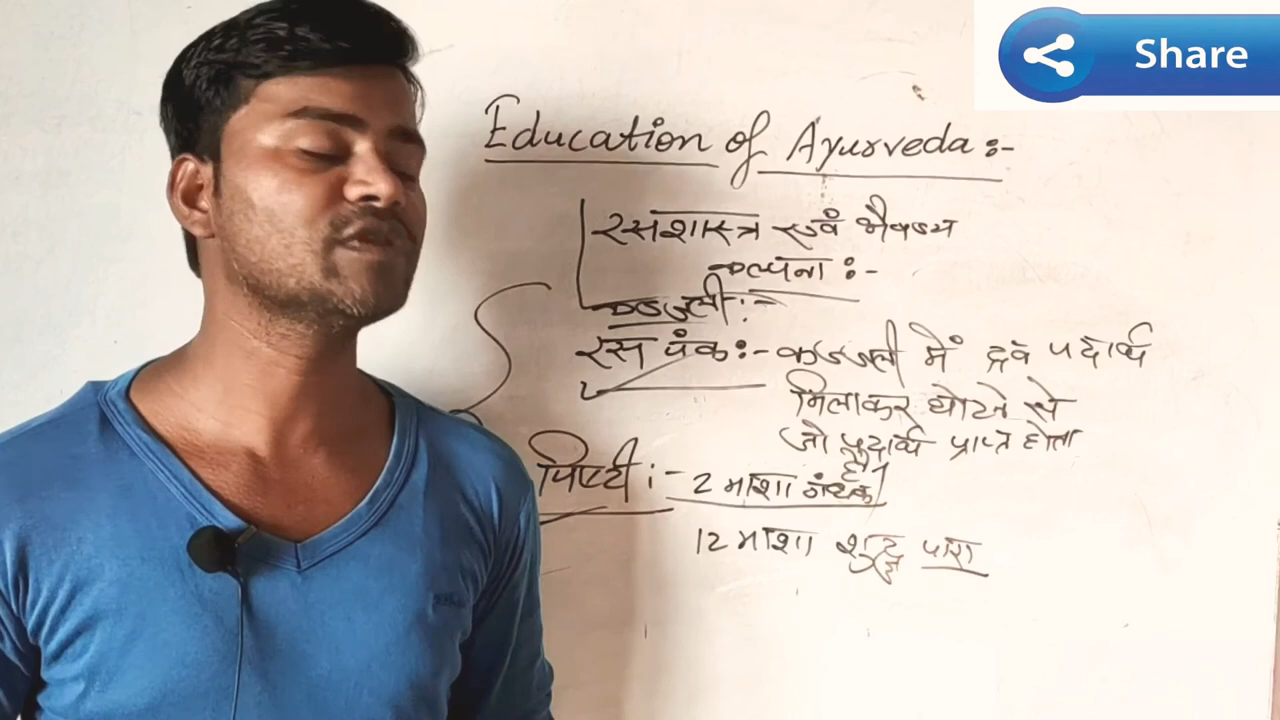 Share
Education of Ayurveda :-
रसशास्त्र एवं भैषज्य
कल्पना :-
कज्जली :-
रस पंक :- कज्जली में द्रव पदार्थ
मिलाकर घोटने से
जो पदार्थ प्राप्त होता
है।
पिष्टी :- 2 माशा गंधक
12 माशा शुद्ध पारा